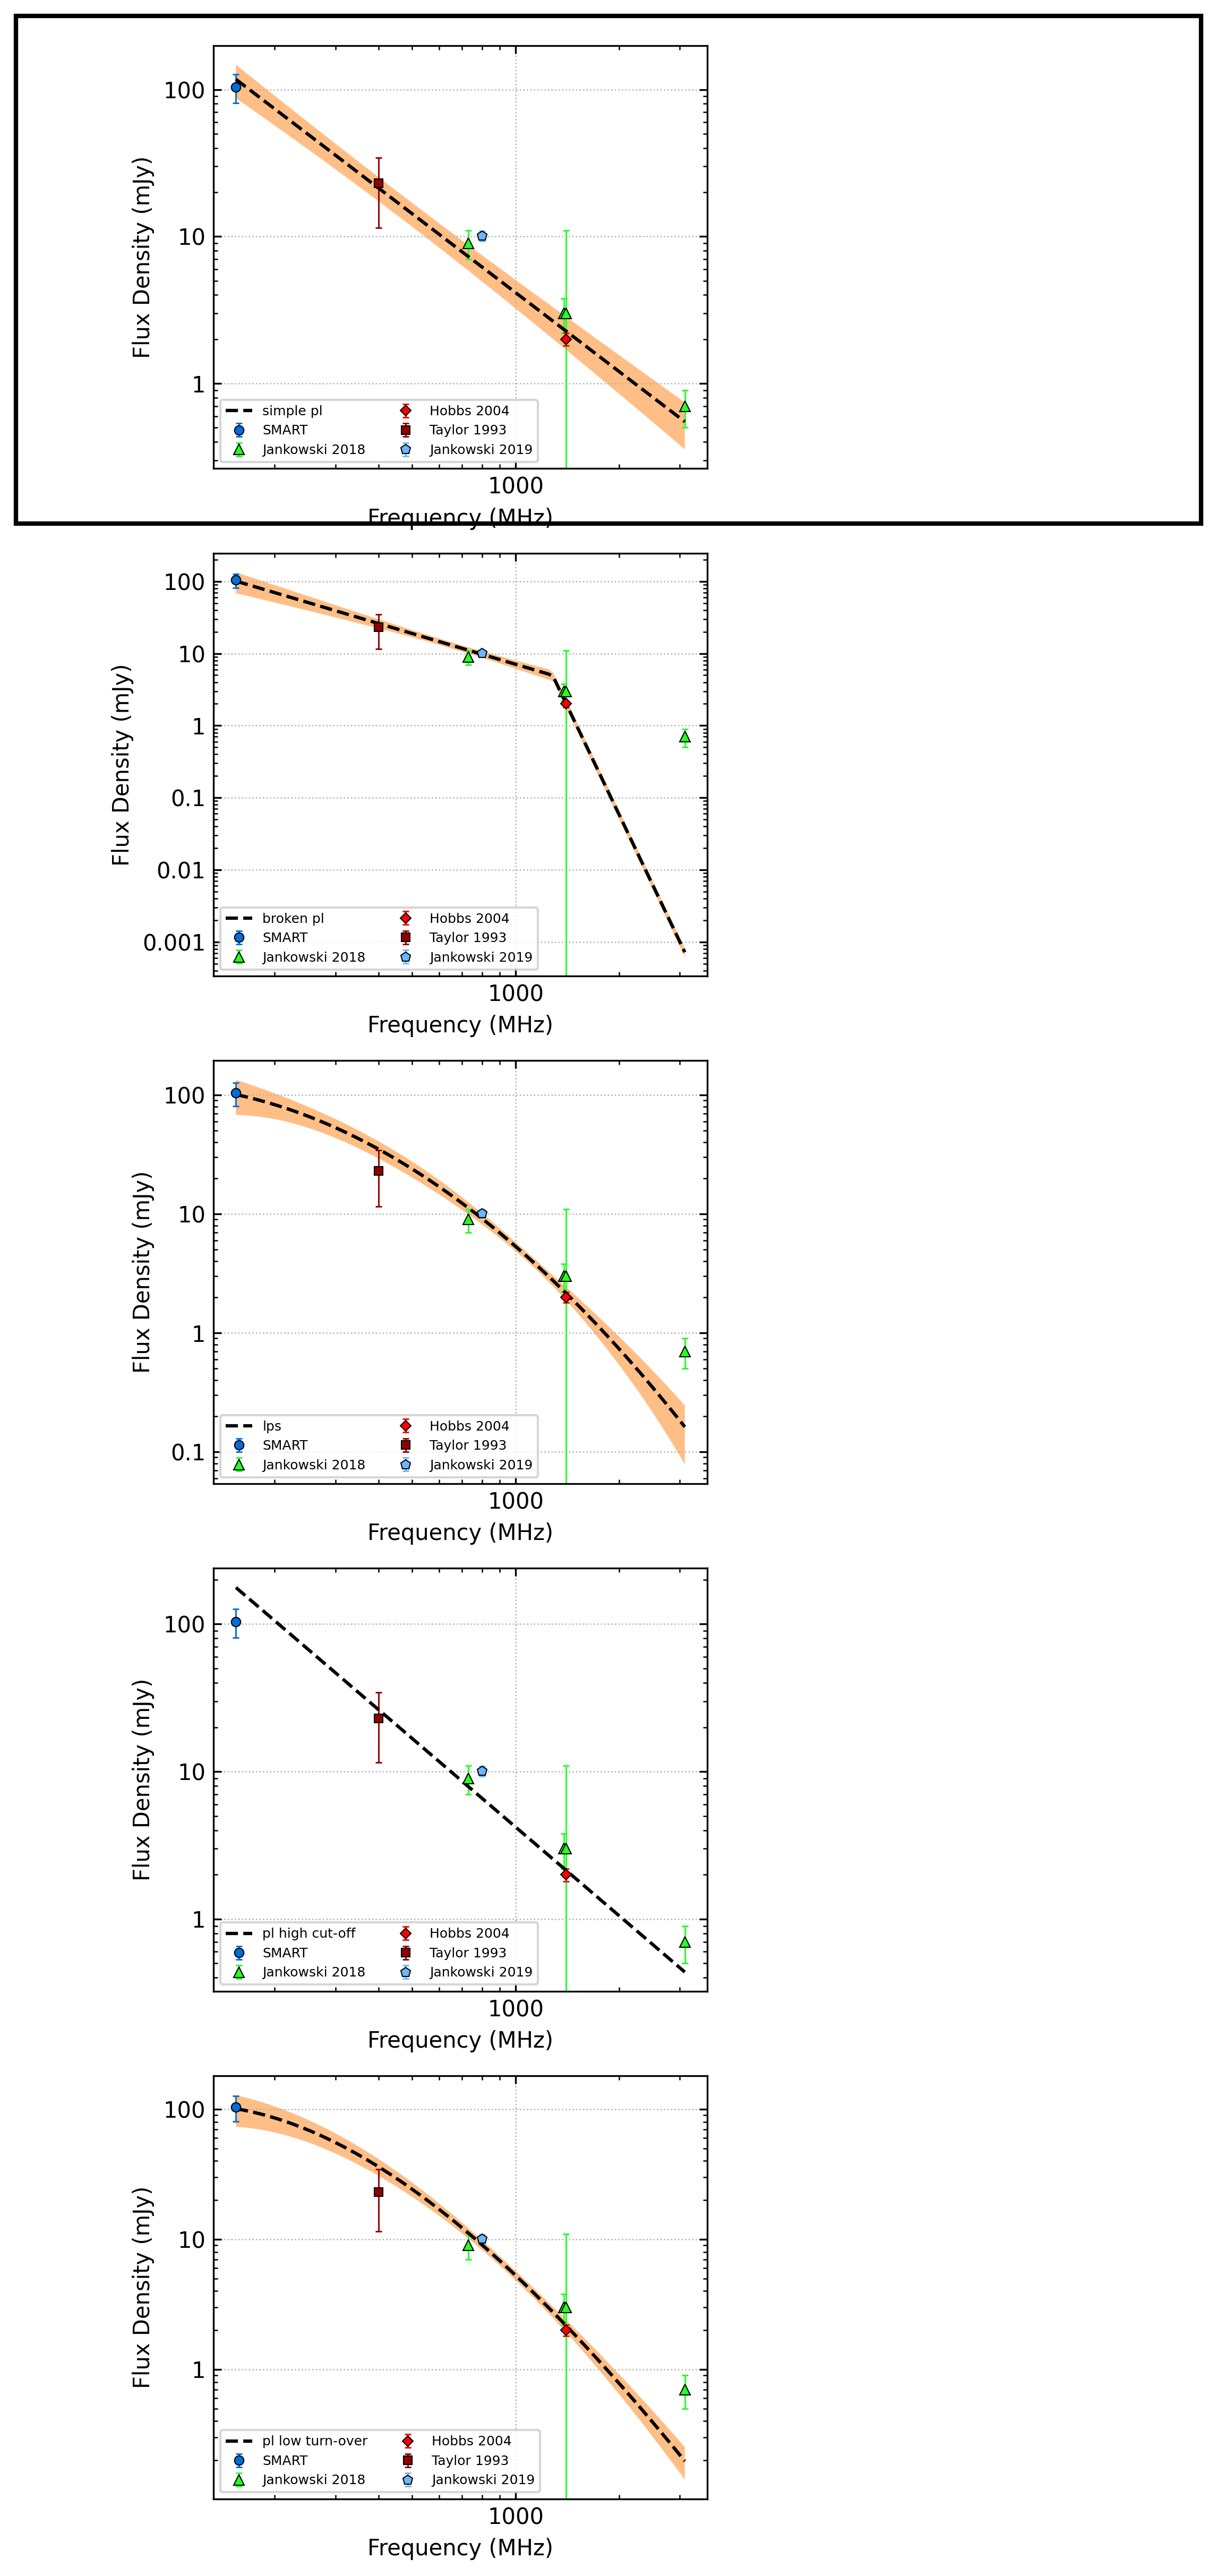 100
10
1
Flux Density (mJy)
simple pl
SMART
Jankowski 2018
Hobbs 2004
Taylor 1993
Jankowski 2019
1000
Frequency (MHz)
100
10
1
0.1
0.01
0.001
Flux Density (mJy)
broken pl
SMART
Jankowski 2018
Hobbs 2004
Taylor 1993
Jankowski 2019
1000
Frequency (MHz)
100
10
1
0.1
Flux Density (mJy)
lps
SMART
Jankowski 2018
Hobbs 2004
Taylor 1993
Jankowski 2019
1000
Frequency (MHz)
100
10
1
Flux Density (mJy)
pl high cut-off
SMART
Jankowski 2018
Hobbs 2004
Taylor 1993
Jankowski 2019
1000
Frequency (MHz)
100
10
1
Flux Density (mJy)
pl low turn-over
SMART
Jankowski 2018
Hobbs 2004
Taylor 1993
Jankowski 2019
1000
Frequency (MHz)